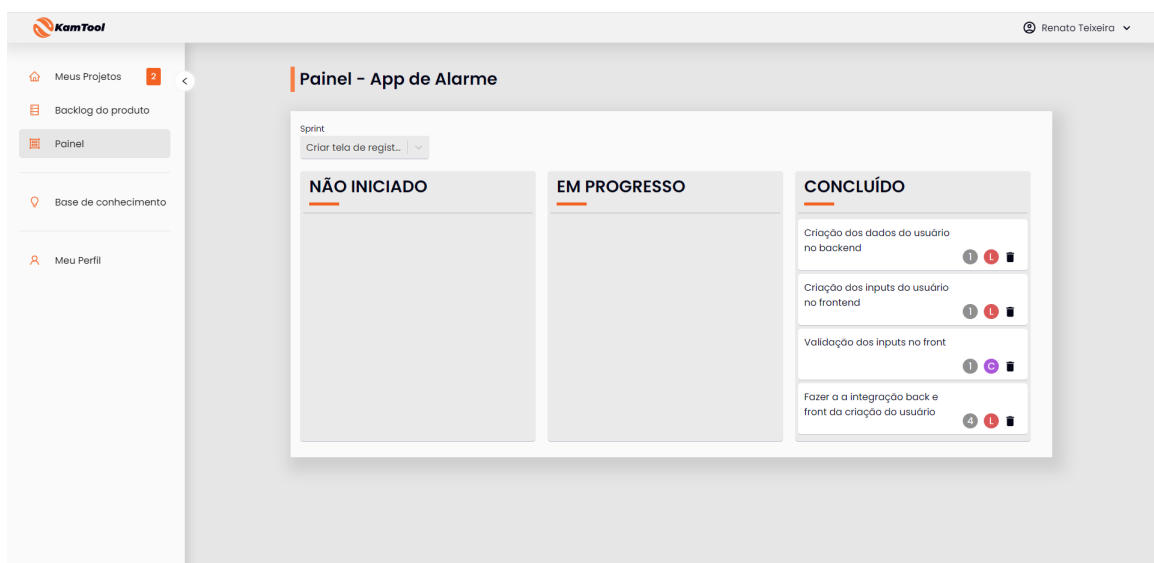 KamTool
Renato Teixeira
Meus Projetos 2
Backlog do produto
Painel
Base de conhecimento
Meu Perfil
Painel - App de Alarme
Sprint
Criar tela de regist...
NÃO INICIADO
EM PROGRESSO
CONCLUÍDO
Criação dos dados do usuário
no backend
1 L
Criação dos inputs do usuário
no frontend
1 L
Validação dos inputs no front
1 C
Fazer a a integração back e
front da criação do usuário
4 L